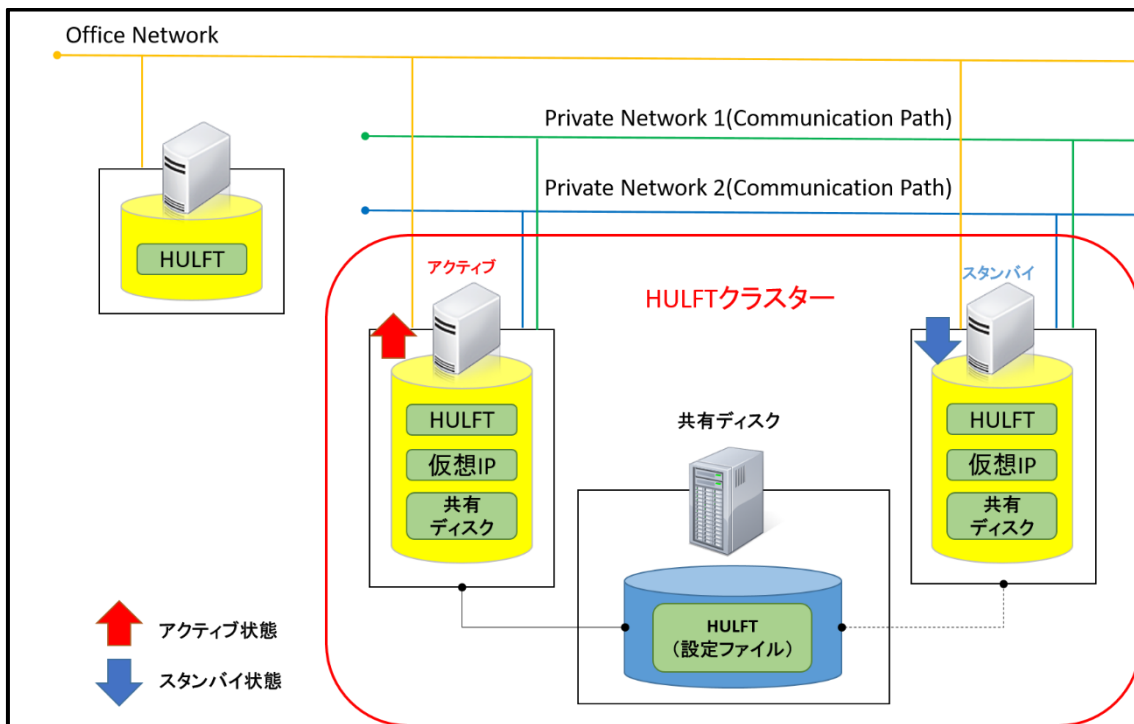 Office Network
Private Network 1(Communication Path)
Private Network 2(Communication Path)
HULFT
アクティブ
HULFTクラスター
スタンバイ
HULFT
仮想IP
共有
ディスク
共有ディスク
HULFT
(設定ファイル)
HULFT
仮想IP
共有
ディスク
アクティブ状態
スタンバイ状態